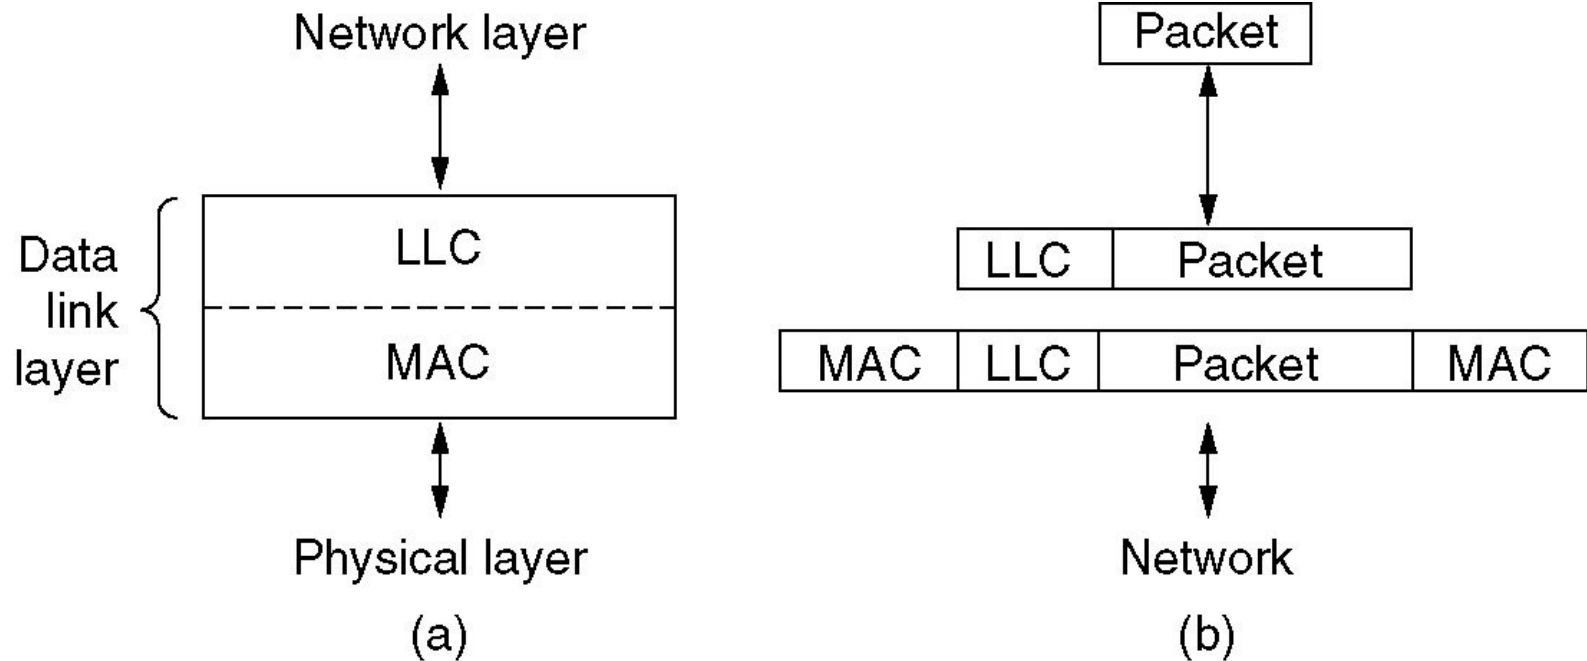 Network layer
Data
link
layer
LLC
MAC
Physical layer
(a)
Packet
LLC Packet
MAC LLC Packet MAC
Network
(b)